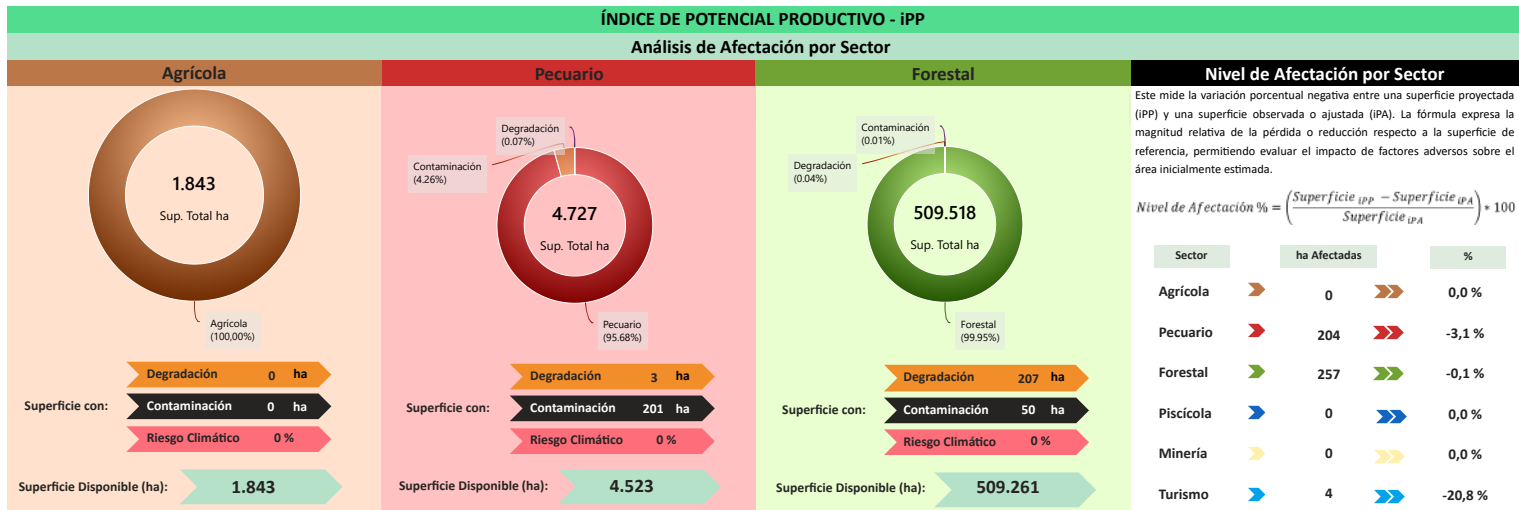 ÍNDICE DE POTENCIAL PRODUCTIVO - iPP
Análisis de Afectación por Sector
Agrícola
1.843
Sup. Total ha
Agrícola
(100,00%)
Superficie con:
Degradación 0 ha
Contaminación 0 ha
Riesgo Climático 0 %
Superficie Disponible (ha): 1.843
Pecuario
Degradación
(0.07%)
Contaminación
(4.26%)
4.727
Sup. Total ha
Pecuario
(95.68%)
Superficie con:
Degradación 3 ha
Contaminación 201 ha
Riesgo Climático 0 %
Superficie Disponible (ha): 4.523
Forestal
Contaminación
(0.01%)
Degradación
(0.04%)
509.518
Sup. Total ha
Forestal
(99.95%)
Superficie con:
Degradación 207 ha
Contaminación 50 ha
Riesgo Climático 0 %
Superficie Disponible (ha): 509.261
Nivel de Afectación por Sector
Este mide la variación porcentual negativa entre una superficie proyectada
(iPP) y una superficie observada o ajustada (iPA). La fórmula expresa la
magnitud relativa de la pérdida o reducción respecto a la superficie de
referencia, permitiendo evaluar el impacto de factores adversos sobre el
área inicialmente estimada.
Nivel de Afectación % = (Superficie iPP − Superficie iPA / Superficie iPA) * 100
Sector ha Afectadas %
Agrícola 0 0,0 %
Pecuario 204 -3,1 %
Forestal 257 -0,1 %
Piscícola 0 0,0 %
Minería 0 0,0 %
Turismo 4 -20,8 %